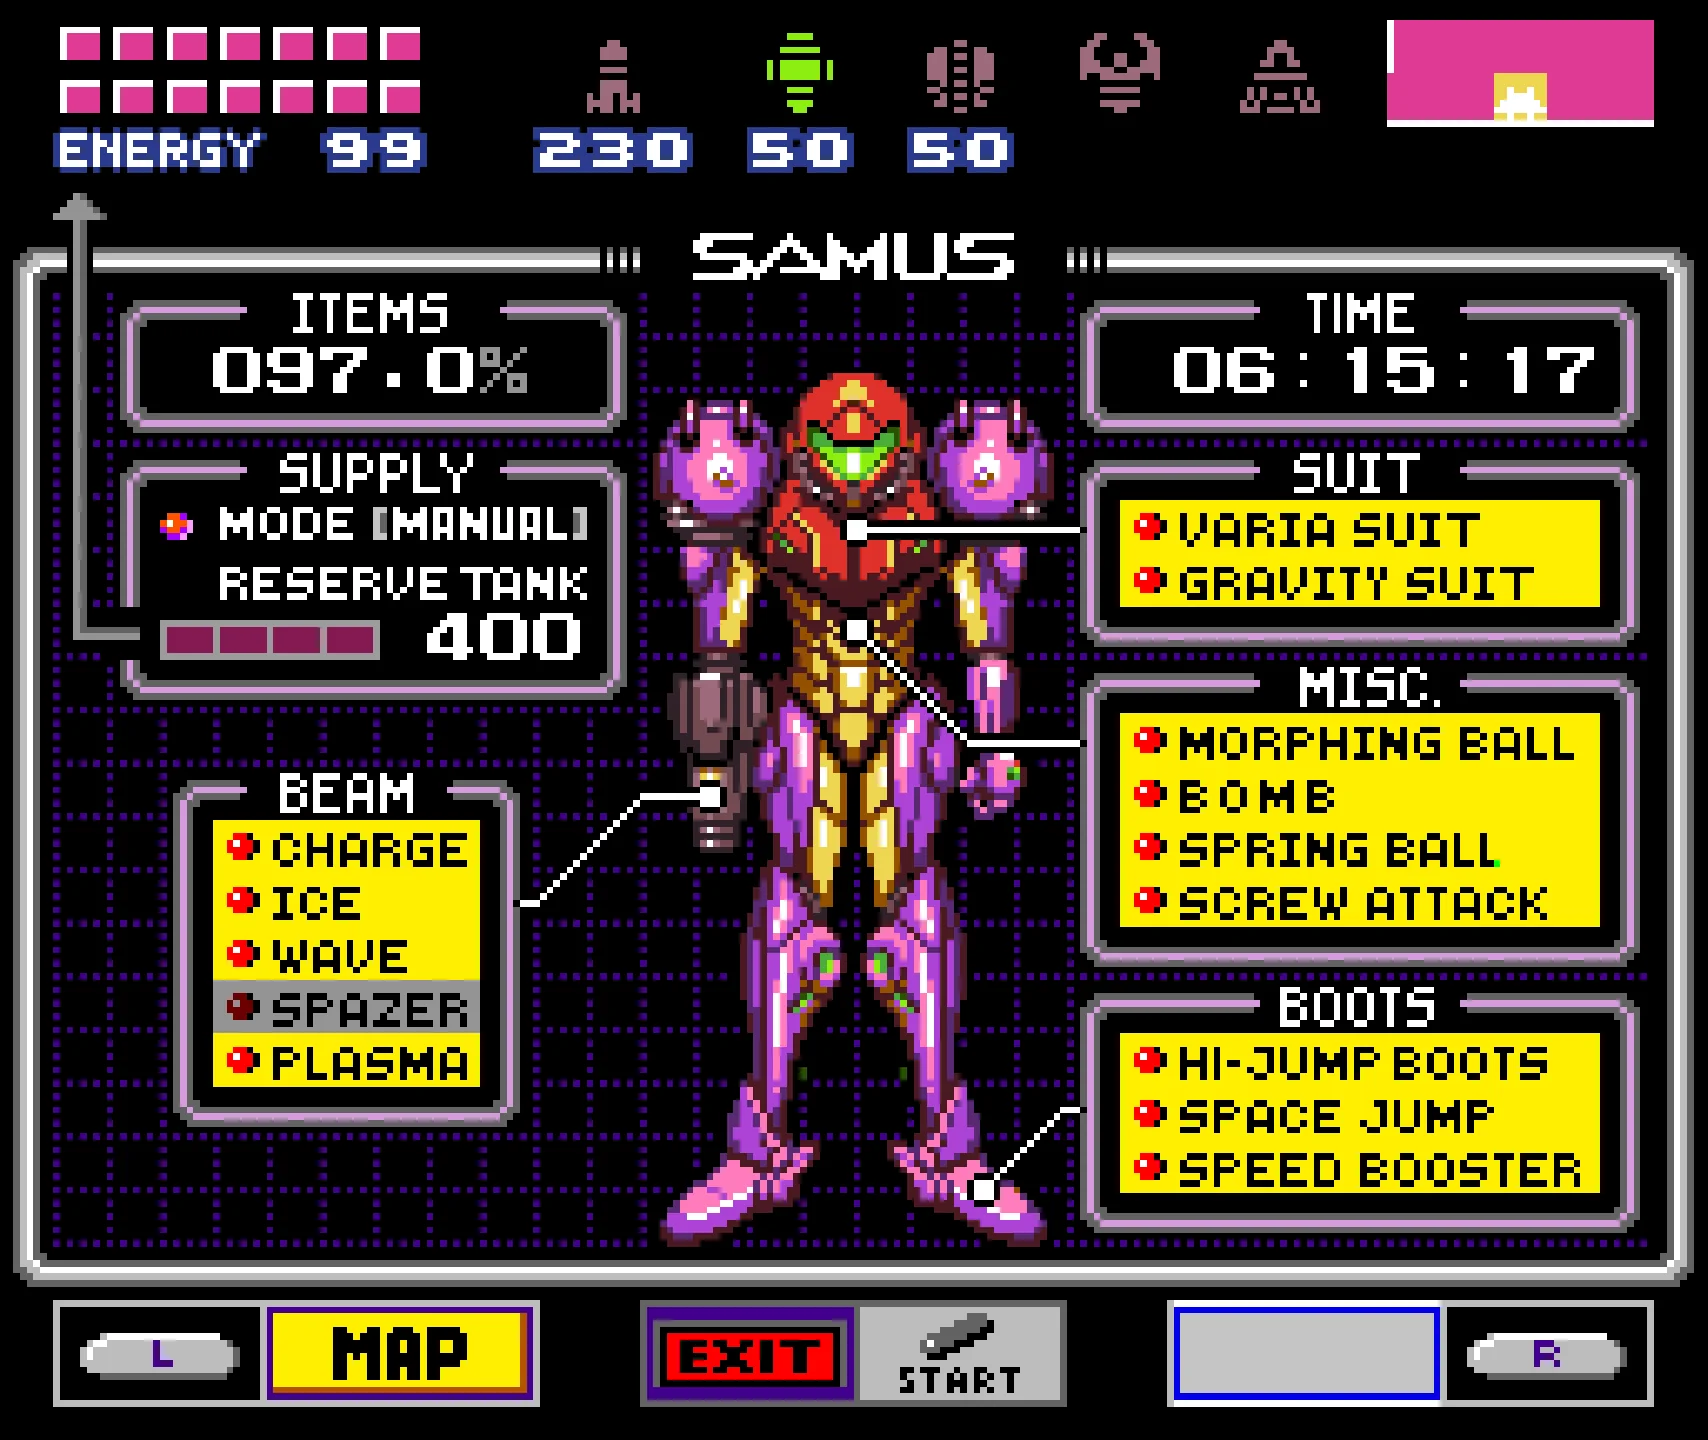 ENERGY 99
230 50 50
SAMUS
ITEMS
097.0%
TIME
06:15:17
SUPPLY
MODE [MANUAL]
RESERVE TANK
400
SUIT
VARIA SUIT
GRAVITY SUIT
MISC.
MORPHING BALL
BOMB
SPRING BALL
SCREW ATTACK
BEAM
CHARGE
ICE
WAVE
SPAZER
PLASMA
BOOTS
HI-JUMP BOOTS
SPACE JUMP
SPEED BOOSTER
L MAP
EXIT START
R